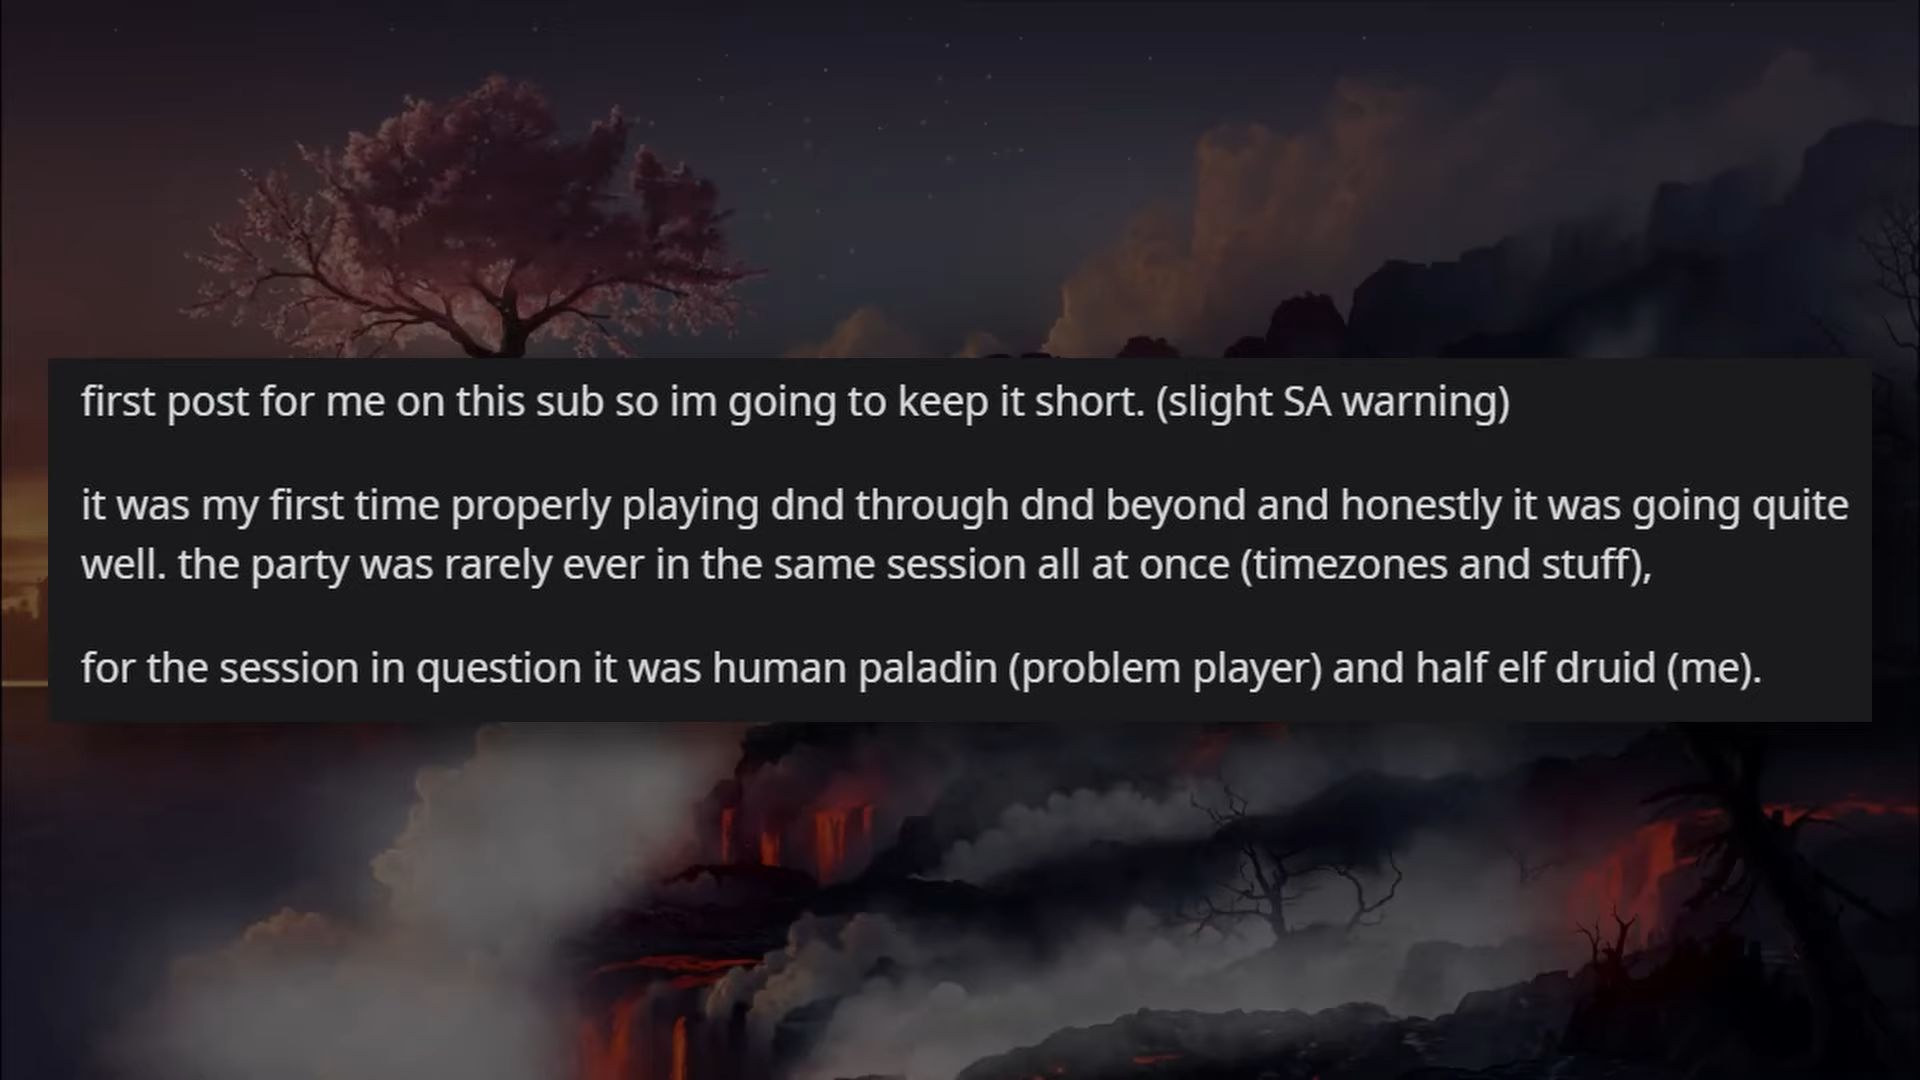 first post for me on this sub so im going to keep it short. (slight SA warning)
it was my first time properly playing dnd through dnd beyond and honestly it was going quite
well. the party was rarely ever in the same session all at once (timezones and stuff),
for the session in question it was human paladin (problem player) and half elf druid (me).